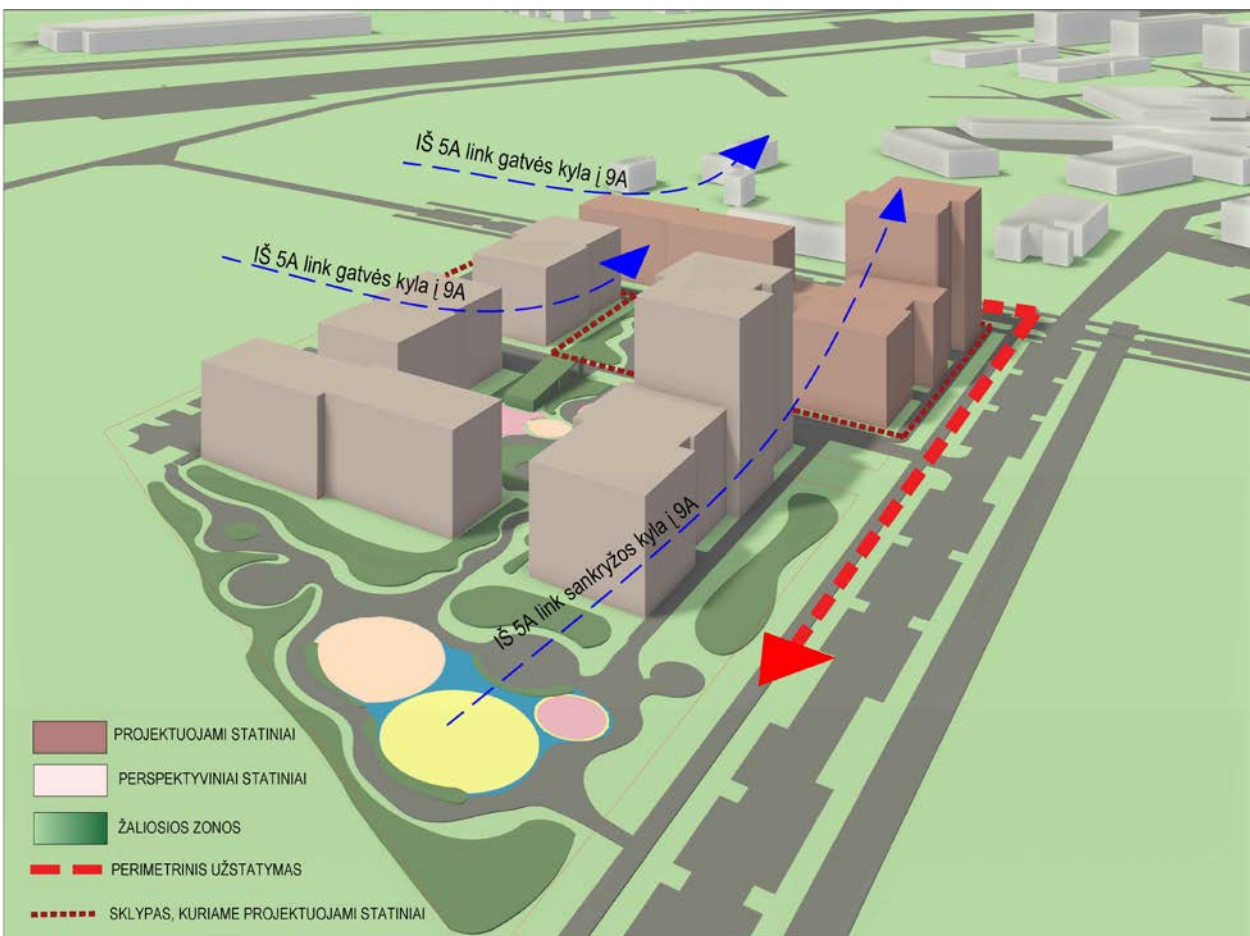 IŠ 5A link gatvės kyla į 9A
IŠ 5A link gatvės kyla į 9A
IŠ 5A link sankryžos kyla į 9A
PROJEKTUOJAMI STATINIAI
PERSPEKTYVINIAI STATINIAI
ŽALIOSIOS ZONOS
PERIMETRINIS UŽSTATYMAS
SKLYPAS, KURIAME PROJEKTUOJAMI STATINIAI